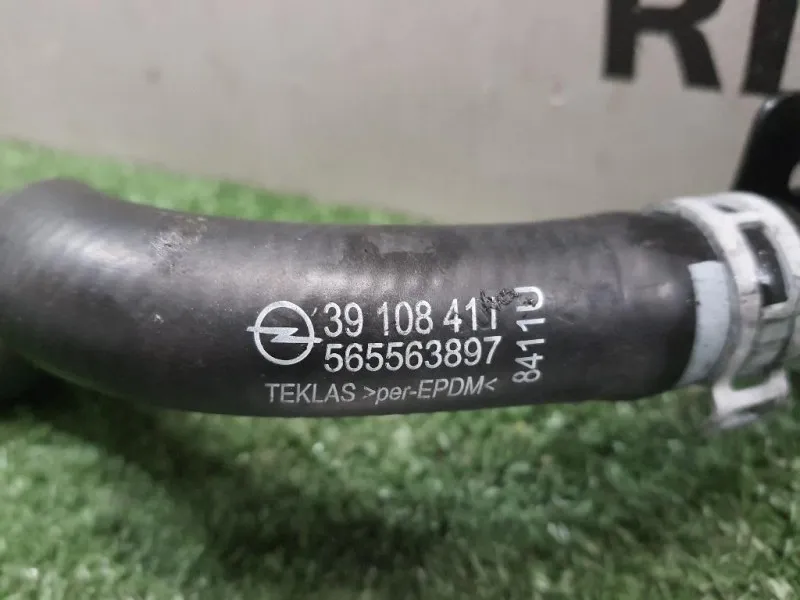 39 108 411
565563897
TEKLAS >per-EPDM<
8411U